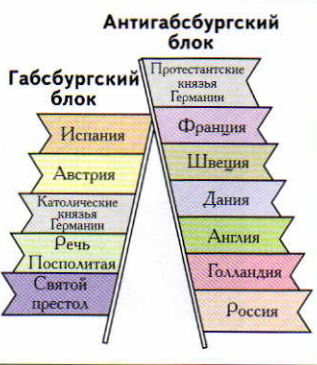 Антигабсбургский
блок
Габсбургский
блок
Испания
Австрия
Католические
князья
Германии
Речь
Посполитая
Святой
престол
Протестантские
князья
Германии
Франция
Швеция
Дания
Англия
Голландия
Россия